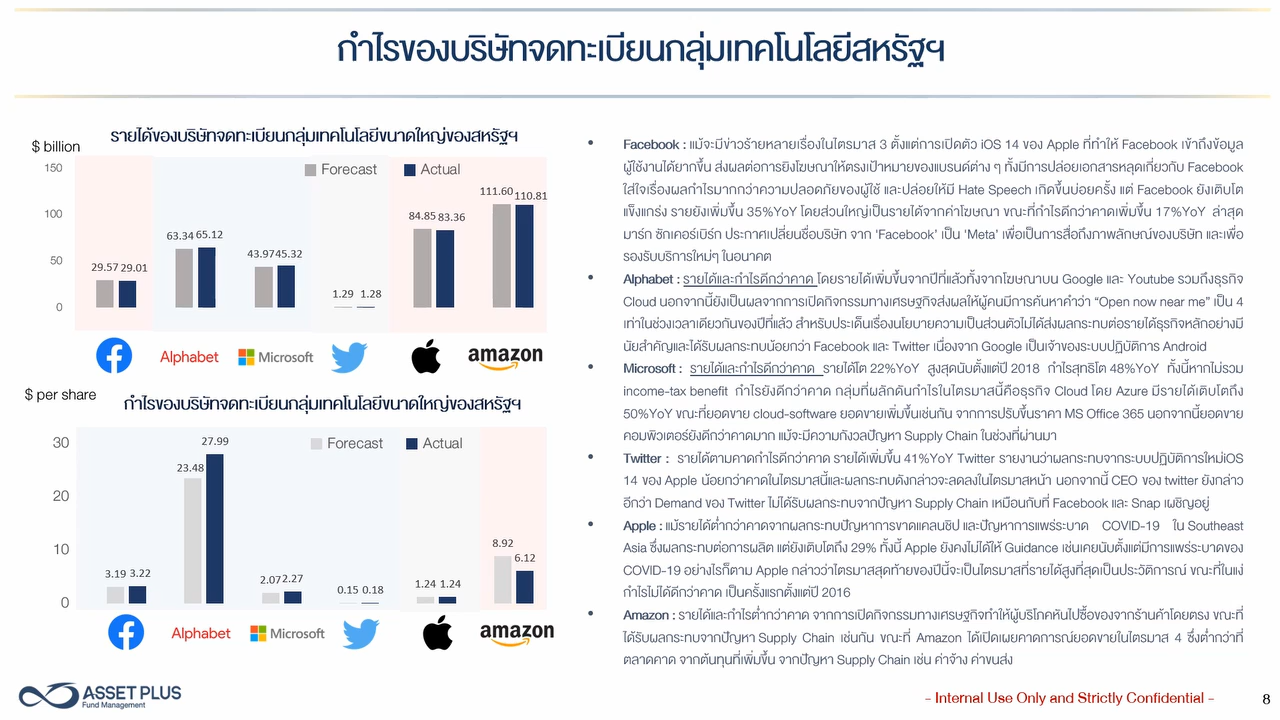 กำไรของบริษัทจดทะเบียนกลุ่มเทคโนโลยีสหรัฐฯ
รายได้ของบริษัทจดทะเบียนกลุ่มเทคโนโลยีขนาดใหญ่ของสหรัฐฯ
$ billion
Forecast
Actual
150
100
50
0
29.57 29.01
63.34 65.12
43.97 45.32
1.29 1.28
84.85 83.36
111.60 110.81
Alphabet
Microsoft
amazon
$ per share
กำไรของบริษัทจดทะเบียนกลุ่มเทคโนโลยีขนาดใหญ่ของสหรัฐฯ
Forecast
Actual
30
20
10
0
3.19 3.22
23.48 27.99
2.07 2.27
0.15 0.18
1.24 1.24
8.92 6.12
Alphabet
Microsoft
amazon
• Facebook : แม้จะมีข่าวร้ายหลายเรื่องในไตรมาส 3 ตั้งแต่การเปิดตัว iOS 14 ของ Apple ที่ทำให้ Facebook เข้าถึงข้อมูล
ผู้ใช้งานได้ยากขึ้น ส่งผลต่อการยิงโฆษณาให้ตรงเป้าหมายของแบรนด์ต่าง ๆ ทั้งมีการปล่อยเอกสารหลุดเกี่ยวกับ Facebook
ใส่ใจเรื่องผลกำไรมากกว่าความปลอดภัยของผู้ใช้ และปล่อยให้มี Hate Speech เกิดขึ้นบ่อยครั้ง แต่ Facebook ยังเติบโต
แข็งแกร่ง รายยังเพิ่มขึ้น 35%YoY โดยส่วนใหญ่เป็นรายได้จากค่าโฆษณา ขณะที่กำไรดีกว่าคาดเพิ่มขึ้น 17%YoY ล่าสุด
มาร์ก ซักเคอร์เบิร์ก ประกาศเปลี่ยนชื่อบริษัท จาก ‘Facebook’ เป็น ‘Meta’ เพื่อเป็นการสื่อถึงภาพลักษณ์ของบริษัท และเพื่อ
รองรับบริการใหม่ๆ ในอนาคต
• Alphabet : รายได้และกำไรดีกว่าคาด โดยรายได้เพิ่มขึ้นจากปีที่แล้วทั้งจากโฆษณาบน Google และ Youtube รวมถึงธุรกิจ
Cloud นอกจากนี้ยังเป็นผลจากการเปิดกิจกรรมทางเศรษฐกิจส่งผลให้ผู้คนมีการค้นหาคำว่า “Open now near me” เป็น 4
เท่าในช่วงเวลาเดียวกันของปีที่แล้ว สำหรับประเด็นเรื่องนโยบายความเป็นส่วนตัวไม่ได้ส่งผลกระทบต่อรายได้ธุรกิจหลักอย่างมี
นัยสำคัญและได้รับผลกระทบน้อยกว่า Facebook และ Twitter เนื่องจาก Google เป็นเจ้าของระบบปฏิบัติการ Android
• Microsoft : รายได้และกำไรดีกว่าคาด รายได้โต 22%YoY สูงสุดนับตั้งแต่ปี 2018 กำไรสุทธิโต 48%YoY ทั้งนี้หากไม่รวม
income-tax benefit กำไรยังดีกว่าคาด กลุ่มที่ผลักดันกำไรในไตรมาสนี้คือธุรกิจ Cloud โดย Azure มีรายได้เติบโตถึง
50%YoY ขณะที่ยอดขาย cloud-software ยอดขายเพิ่มขึ้นเช่นกัน จากการปรับขึ้นราคา MS Office 365 นอกจากนี้ยอดขาย
คอมพิวเตอร์ยังดีกว่าคาดมาก แม้จะมีความกังวลปัญหา Supply Chain ในช่วงที่ผ่านมา
• Twitter : รายได้ตามคาดกำไรดีกว่าคาด รายได้เพิ่มขึ้น 41%YoY Twitter รายงานว่าผลกระทบจากระบบปฏิบัติการใหม่iOS
14 ของ Apple น้อยกว่าคาดในไตรมาสนี้และผลกระทบดังกล่าวจะลดลงในไตรมาสหน้า นอกจากนี้ CEO ของ twitter ยังกล่าว
อีกว่า Demand ของ Twitter ไม่ได้รับผลกระทบจากปัญหา Supply Chain เหมือนกับที่ Facebook และ Snap เผชิญอยู่
• Apple : แม้รายได้ต่ำกว่าคาดจากผลกระทบปัญหาการขาดแคลนชิป และปัญหาการแพร่ระบาด COVID-19 ใน Southeast
Asia ซึ่งผลกระทบต่อการผลิต แต่ยังเติบโตถึง 29% ทั้งนี้ Apple ยังคงไม่ได้ให้ Guidance เช่นเคยนับตั้งแต่มีการแพร่ระบาดของ
COVID-19 อย่างไรก็ตาม Apple กล่าวว่าไตรมาสสุดท้ายของปีนี้จะเป็นไตรมาสที่รายได้สูงที่สุดเป็นประวัติการณ์ ขณะที่ในแง่
กำไรไม่ได้ดีกว่าคาด เป็นครั้งแรกตั้งแต่ปี 2016
• Amazon : รายได้และกำไรต่ำกว่าคาด จากการเปิดกิจกรรมทางเศรษฐกิจทำให้ผู้บริโภคหันไปซื้อของจากร้านค้าโดยตรง ขณะที่
ได้รับผลกระทบจากปัญหา Supply Chain เช่นกัน ขณะที่ Amazon ได้เปิดเผยคาดการณ์ยอดขายในไตรมาส 4 ซึ่งต่ำกว่าที่
ตลาดคาด จากต้นทุนที่เพิ่มขึ้น จากปัญหา Supply Chain เช่น ค่าจ้าง ค่าขนส่ง
ASSET PLUS
Fund Management
- Internal Use Only and Strictly Confidential -
8